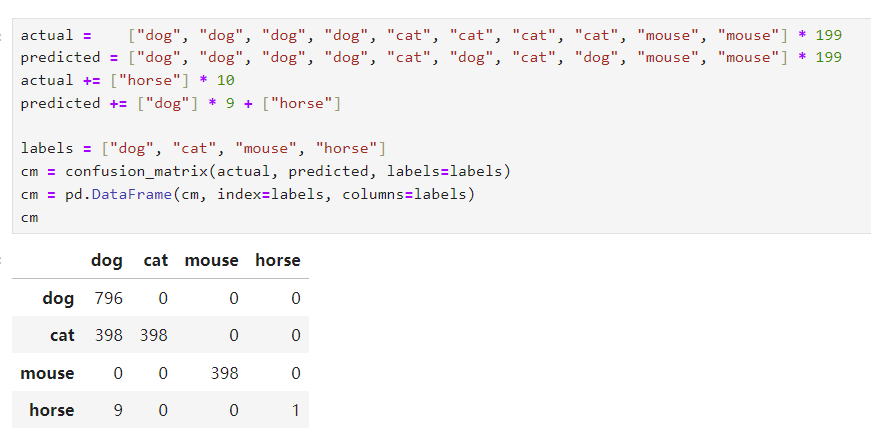 actual =    ["dog", "dog", "dog", "dog", "cat", "cat", "cat", "cat", "mouse", "mouse"] * 199
predicted = ["dog", "dog", "dog", "dog", "cat", "dog", "cat", "dog", "mouse", "mouse"] * 199
actual += ["horse"] * 10
predicted += ["dog"] * 9 + ["horse"]
labels = ["dog", "cat", "mouse", "horse"]
cm = confusion_matrix(actual, predicted, labels=labels)
cm = pd.DataFrame(cm, index=labels, columns=labels)
cm
dog cat mouse horse
dog 796 0 0 0
cat 398 398 0 0
mouse 0 0 398 0
horse 9 0 0 1